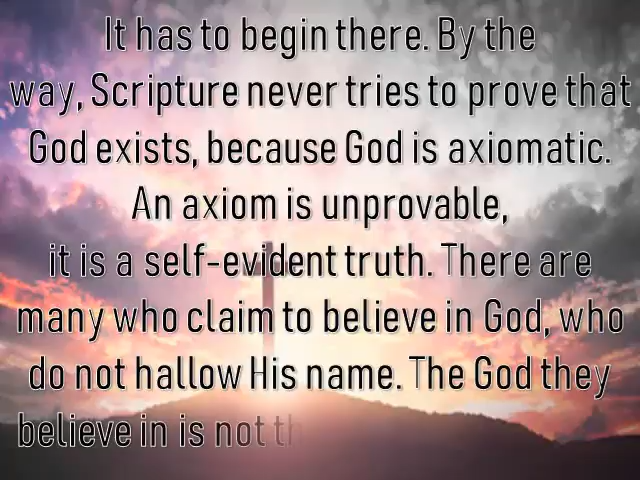 It has to begin there. By the
way, Scripture never tries to prove that
God exists, because God is axiomatic.
An axiom is unprovable,
it is a self-evident truth. There are
many who claim to believe in God, who
do not hallow His name. The God they
believe in is not